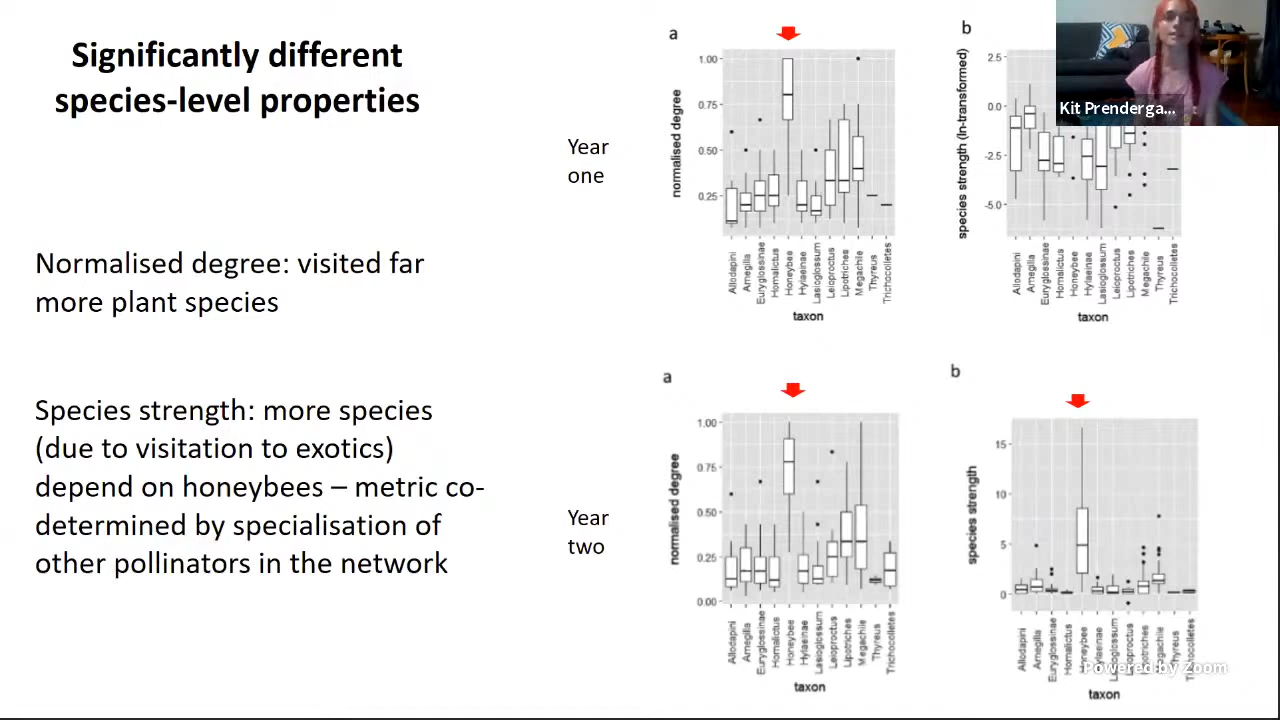 Significantly different
species-level properties
Normalised degree: visited far
more plant species
Species strength: more species
(due to visitation to exotics)
depend on honeybees – metric co-
determined by specialisation of
other pollinators in the network
Year
one
a
normalised degree
1.00
0.75
0.50
0.25
Allodapini
Amegilla
Euryglossinae
Homalictus
Honeybee
Hylaeinae
Lasioglossum
Leioproctus
Lipotriches
Megachile
Thyreus
Trichocolletes
taxon
b
species strength (ln-transformed)
2.5
0.0
-2.5
-5.0
Allodapini
Amegilla
Euryglossinae
Homalictus
Honeybee
Hylaeinae
Lasioglossum
Leioproctus
Lipotriches
Megachile
Thyreus
Trichocolletes
taxon
Kit Prenderga...
Year
two
a
normalised degree
1.00
0.75
0.50
0.25
0.00
Allodapini
Amegilla
Euryglossinae
Homalictus
Honeybee
Hylaeinae
Lasioglossum
Leioproctus
Lipotriches
Megachile
Thyreus
Trichocolletes
taxon
b
species strength
15
10
5
0
Allodapini
Amegilla
Euryglossinae
Homalictus
Honeybee
Hylaeinae
Lasioglossum
Leioproctus
Lipotriches
Megachile
Thyreus
Trichocolletes
taxon
Powered by Zoom